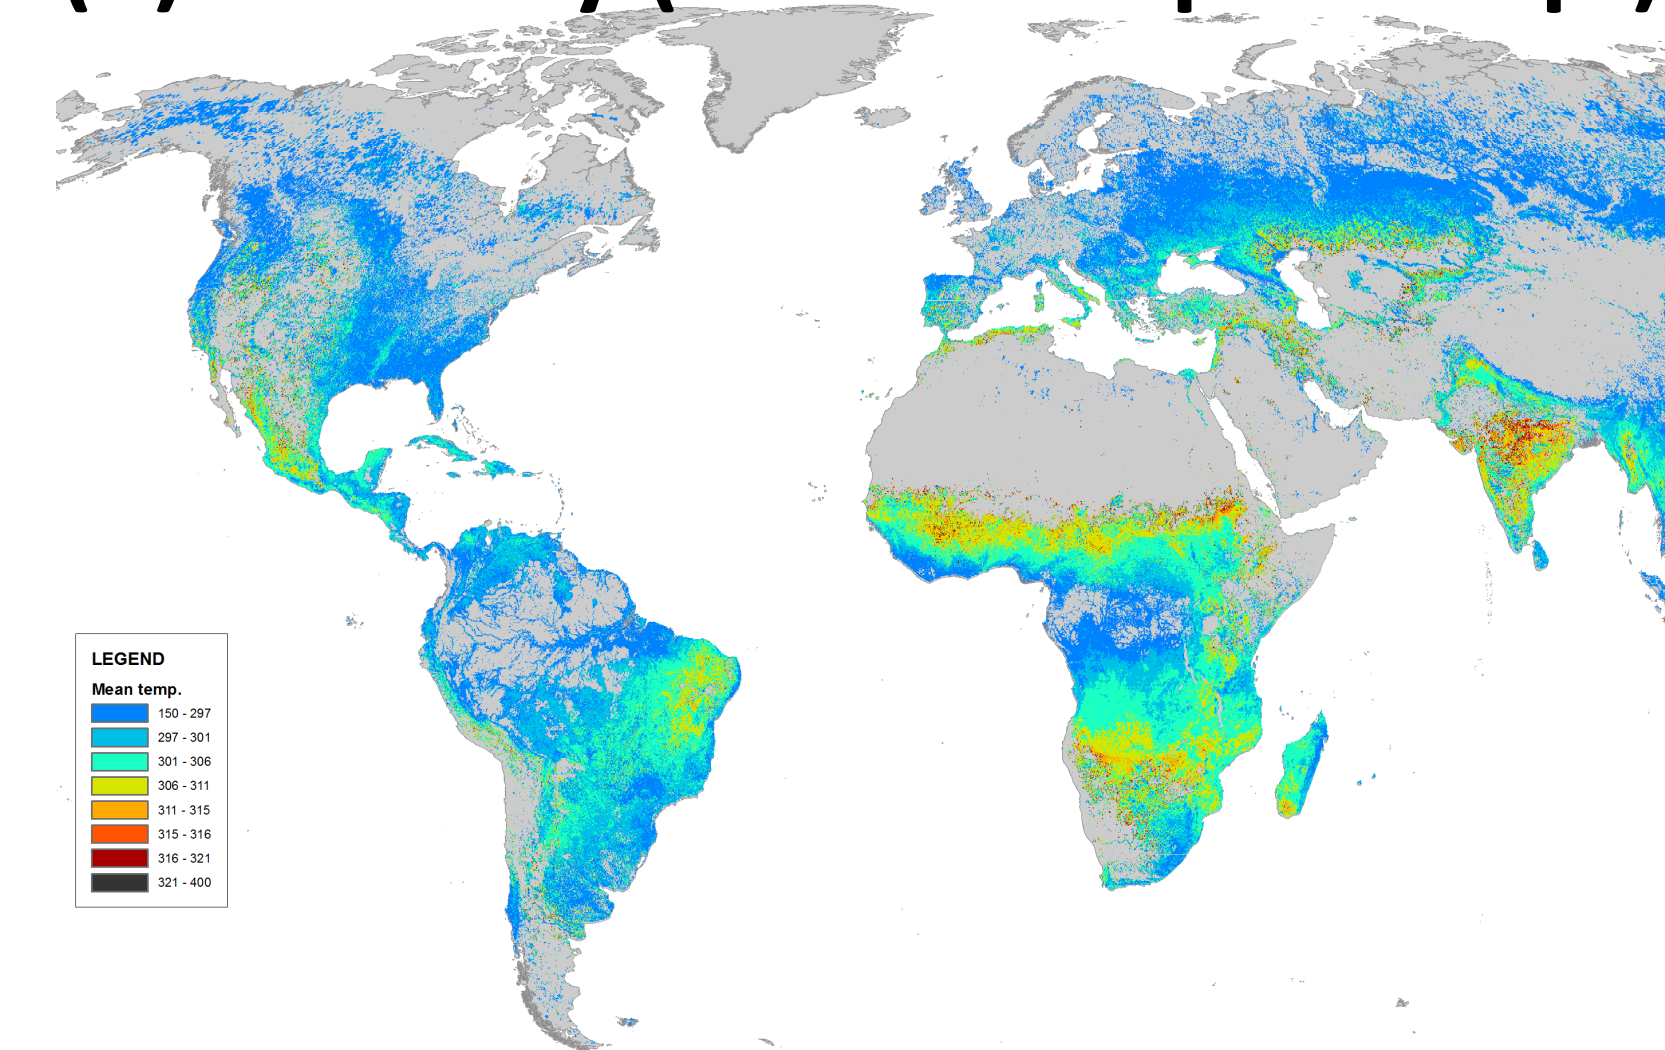 LEGEND
Mean temp.
150 - 297
297 - 301
301 - 306
306 - 311
311 - 315
315 - 316
316 - 321
321 - 400